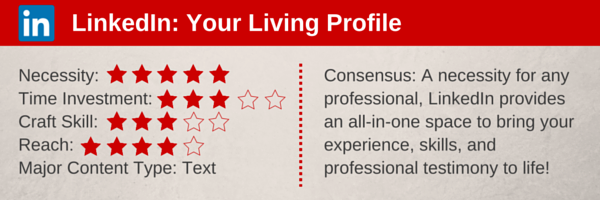 in LinkedIn: Your Living Profile
Necessity:
Time Investment:
Craft Skill:
Reach:
Major Content Type: Text
Consensus: A necessity for any
professional, LinkedIn provides
an all-in-one space to bring your
experience, skills, and
professional testimony to life!